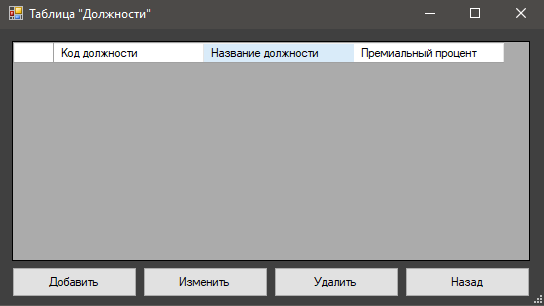 Таблица "Должности"
Код должности Название должности Премиальный процент
Добавить Изменить Удалить Назад